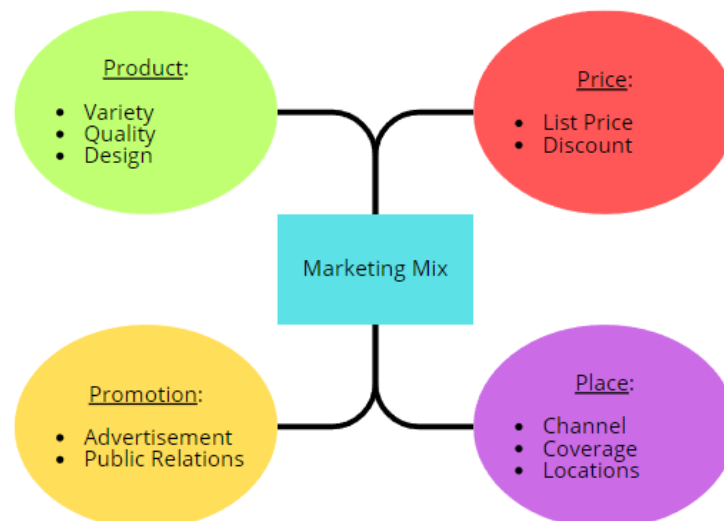 Product:
• Variety
• Quality
• Design
Price:
• List Price
• Discount
Marketing Mix
Promotion:
• Advertisement
• Public Relations
Place:
• Channel
• Coverage
• Locations